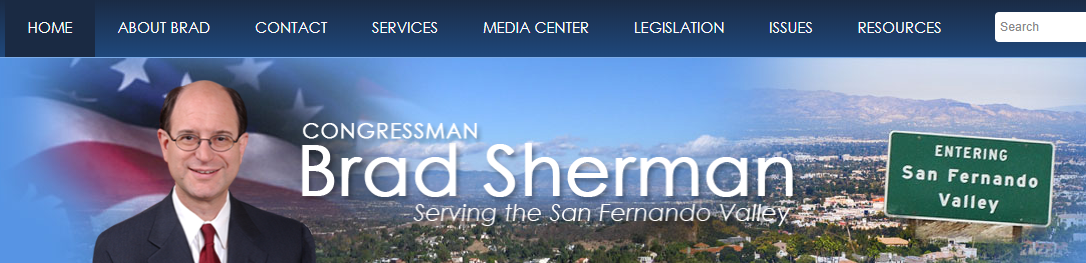 HOME ABOUT BRAD CONTACT SERVICES MEDIA CENTER LEGISLATION ISSUES RESOURCES Search
CONGRESSMAN
Brad Sherman
Serving the San Fernando Valley
ENTERING
San Fernando
Valley